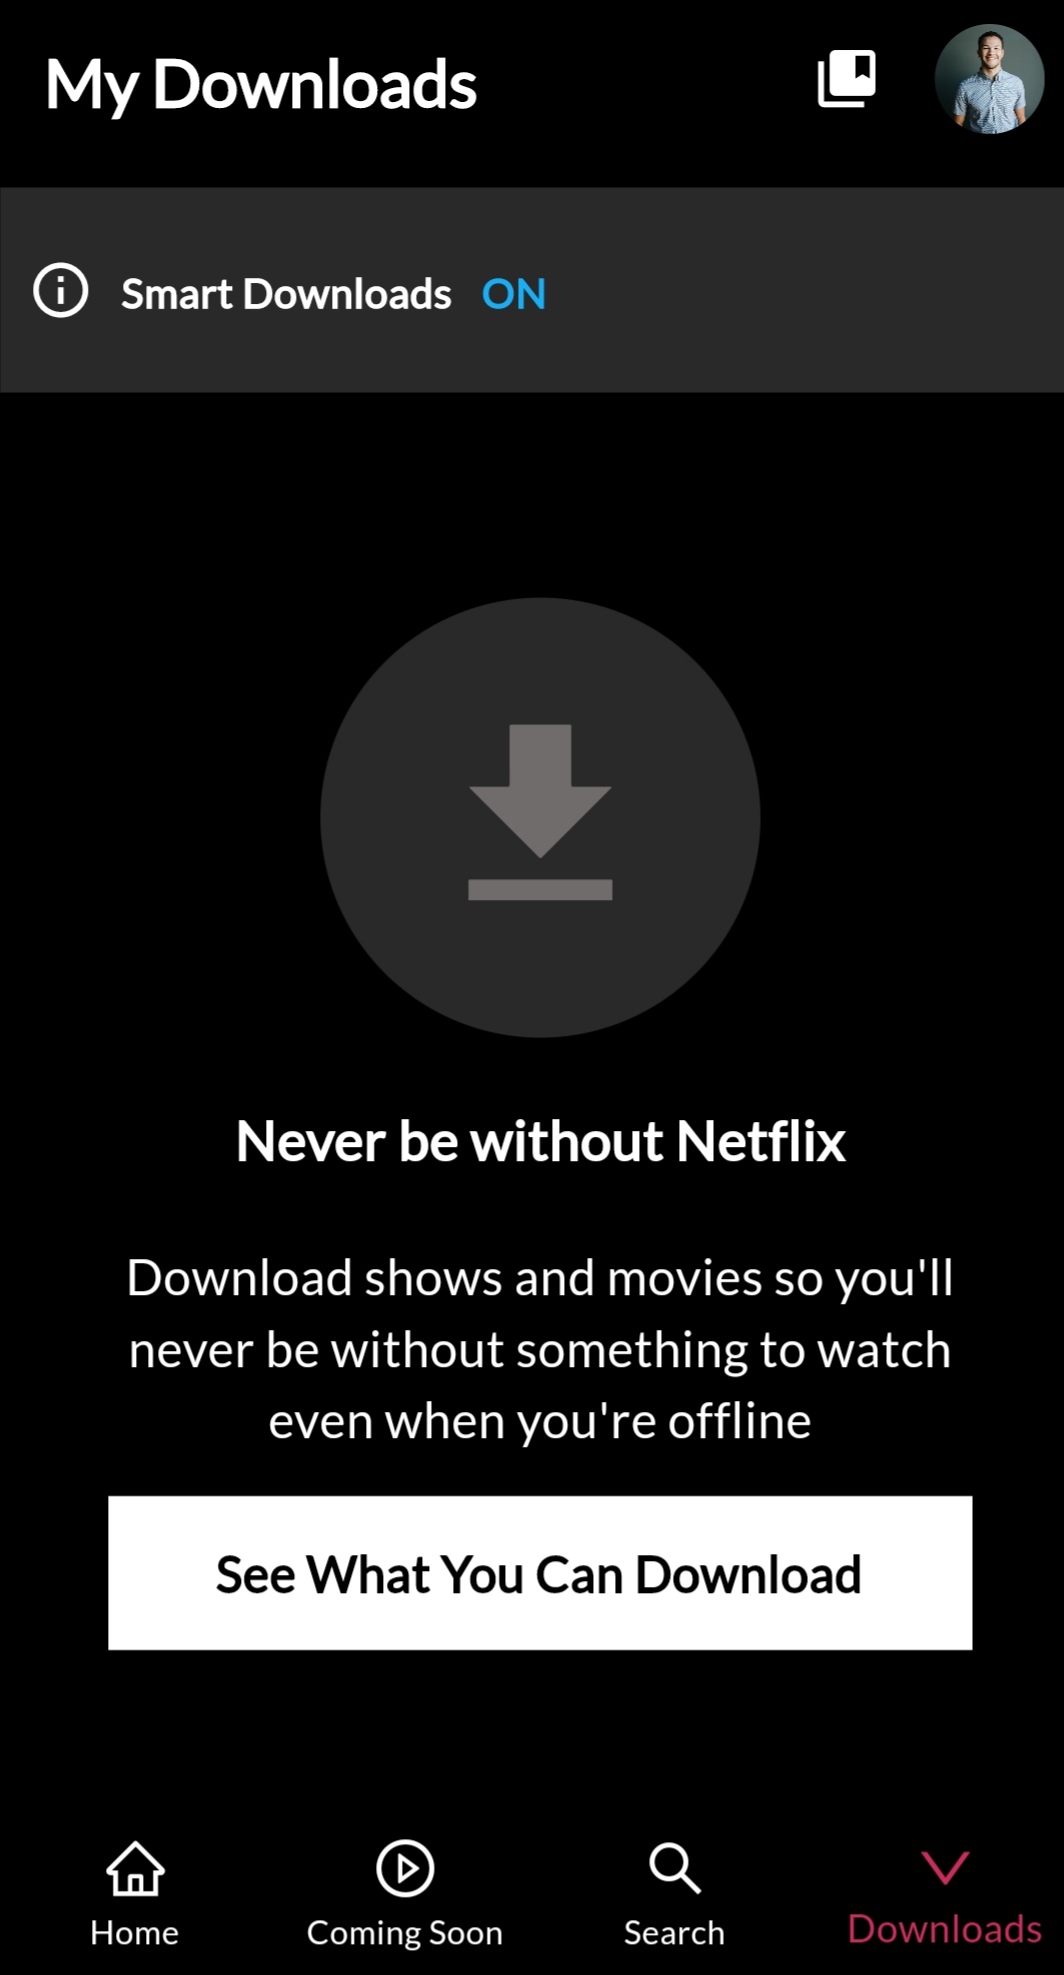 My Downloads
Smart Downloads ON
Never be without Netflix
Download shows and movies so you'll
never be without something to watch
even when you're offline
See What You Can Download
Home
Coming Soon
Search
Downloads